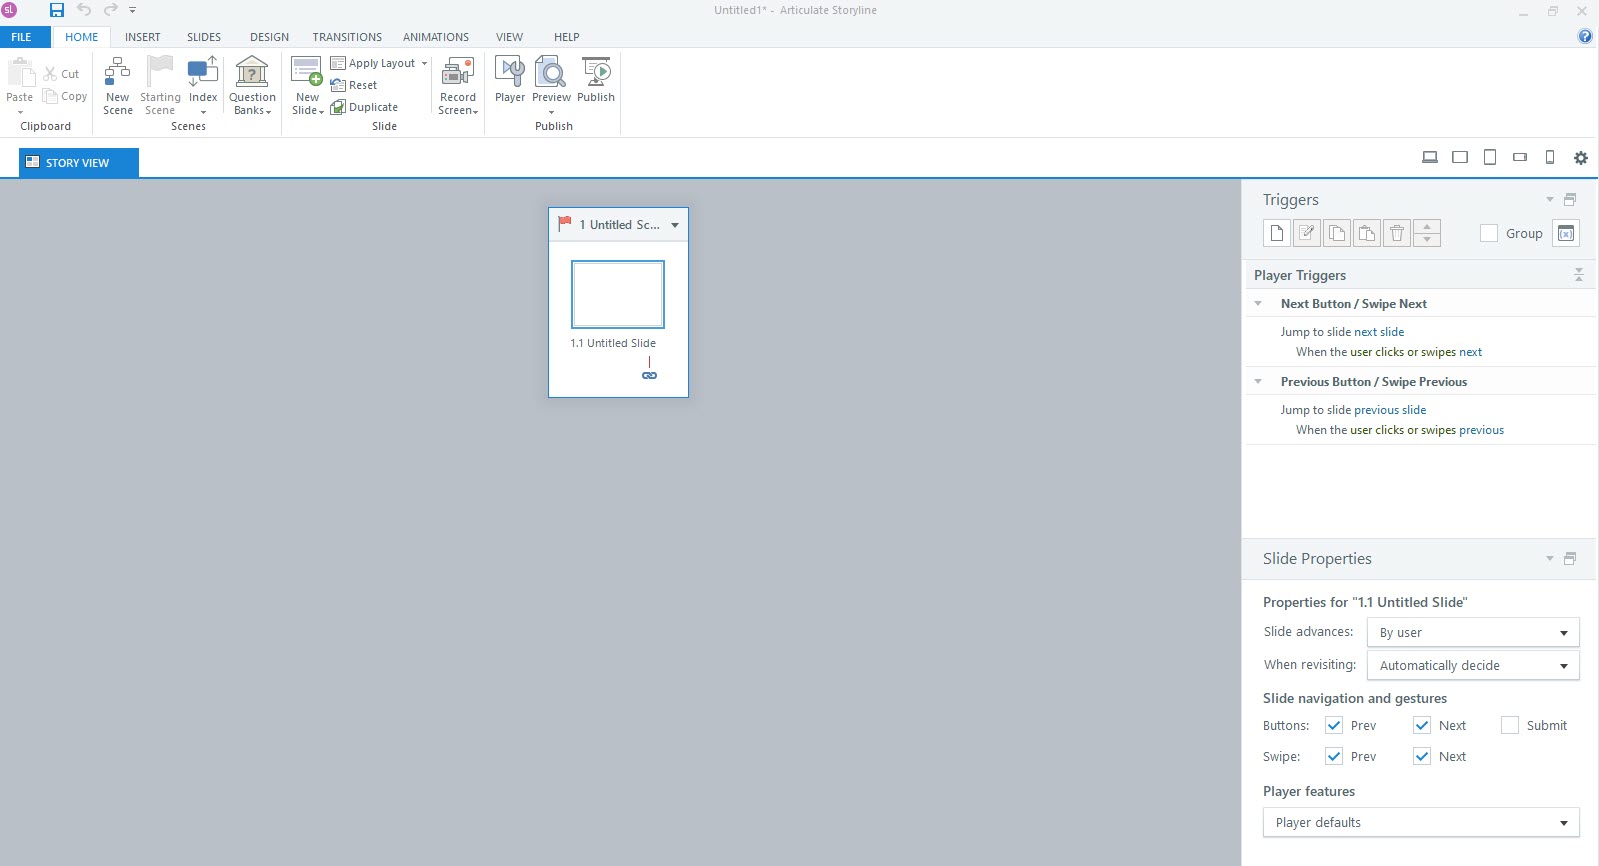 sl
Untitled1* - Articulate Storyline
FILE HOME INSERT SLIDES DESIGN TRANSITIONS ANIMATIONS VIEW HELP
?
Paste
Cut
Copy
Clipboard
New Scene
Starting Scene
Index
Scenes
?
Question Banks
New Slide
Apply Layout
Reset
Duplicate
Slide
Record Screen
Player
Preview
Publish
Publish
STORY VIEW
1 Untitled Sc...
1.1 Untitled Slide
Triggers
Group
(x)
Player Triggers
Next Button / Swipe Next
Jump to slide next slide
When the user clicks or swipes next
Previous Button / Swipe Previous
Jump to slide previous slide
When the user clicks or swipes previous
Slide Properties
Properties for "1.1 Untitled Slide"
Slide advances: By user
When revisiting: Automatically decide
Slide navigation and gestures
Buttons: Prev Next Submit
Swipe: Prev Next
Player features
Player defaults